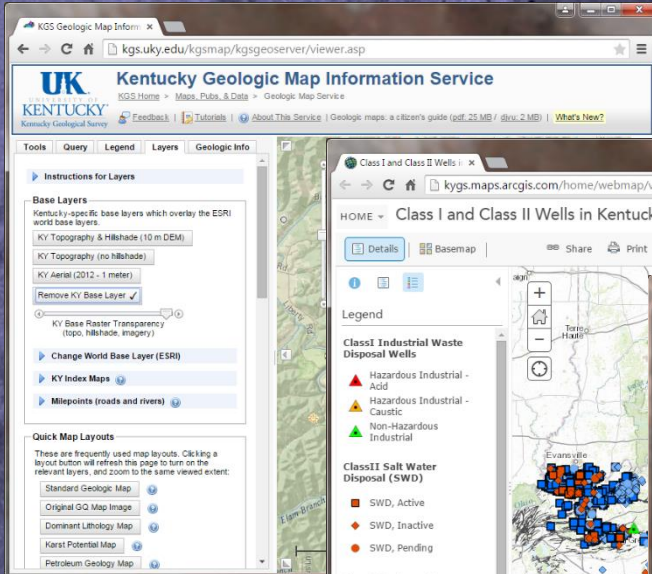 KGS Geologic Map Inform
kgs.uky.edu/kgsmap/kgsgeoserver/viewer.asp
UK
UNIVERSITY OF
KENTUCKY
Kentucky Geological Survey
Kentucky Geologic Map Information Service
KGS Home > Maps, Pubs, & Data > Geologic Map Service
Feedback | Tutorials | About This Service | Geologic maps: a citizen's guide (pdf, 25 MB / djvu: 2 MB) | What's New?
Tools Query Legend Layers Geologic Info
Instructions for Layers
Base Layers
Kentucky-specific base layers which overlay the ESRI
world base layers.
KY Topography & Hillshade (10 m DEM)
KY Topography (no hillshade)
KY Aerial (2012 - 1 meter)
Remove KY Base Layer ✓
KY Base Raster Transparency
(topo, hillshade, imagery)
Change World Base Layer (ESRI)
KY Index Maps
Milepoints (roads and rivers)
Quick Map Layouts
These are frequently used map layouts. Clicking a
layout button will refresh this page to turn on the
relevant layers, and zoom to the same viewed extent:
Standard Geologic Map
Original GQ Map Image
Dominant Lithology Map
Karst Potential Map
Petroleum Geology Map
Class I and Class II Wells i
kygs.maps.arcgis.com/home/webmap/v
HOME Class I and Class II Wells in Kentuck
Details Basemap Share Print
Legend
ClassI Industrial Waste
Disposal Wells
Hazardous Industrial -
Acid
Hazardous Industrial -
Caustic
Non-Hazardous
Industrial
ClassII Salt Water
Disposal (SWD)
SWD, Active
SWD, Inactive
SWD, Pending
Terre
Haute
Evansville